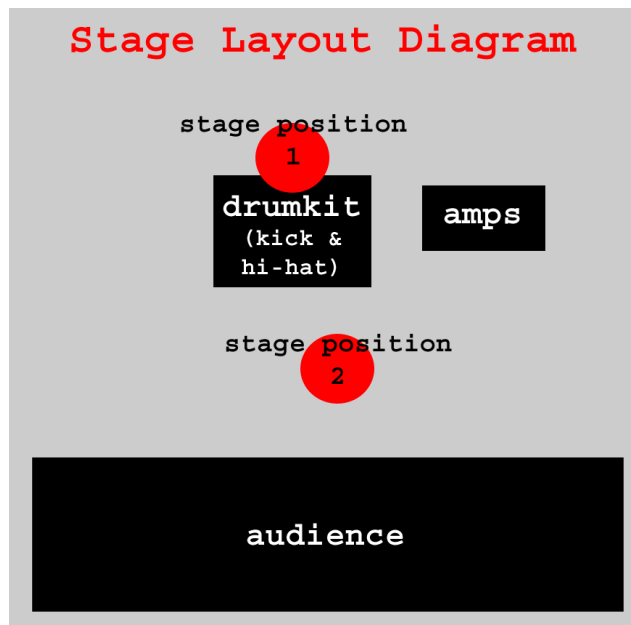 Stage Layout Diagram
stage position
1
drumkit
(kick &
hi-hat)
amps
stage position
2
audience